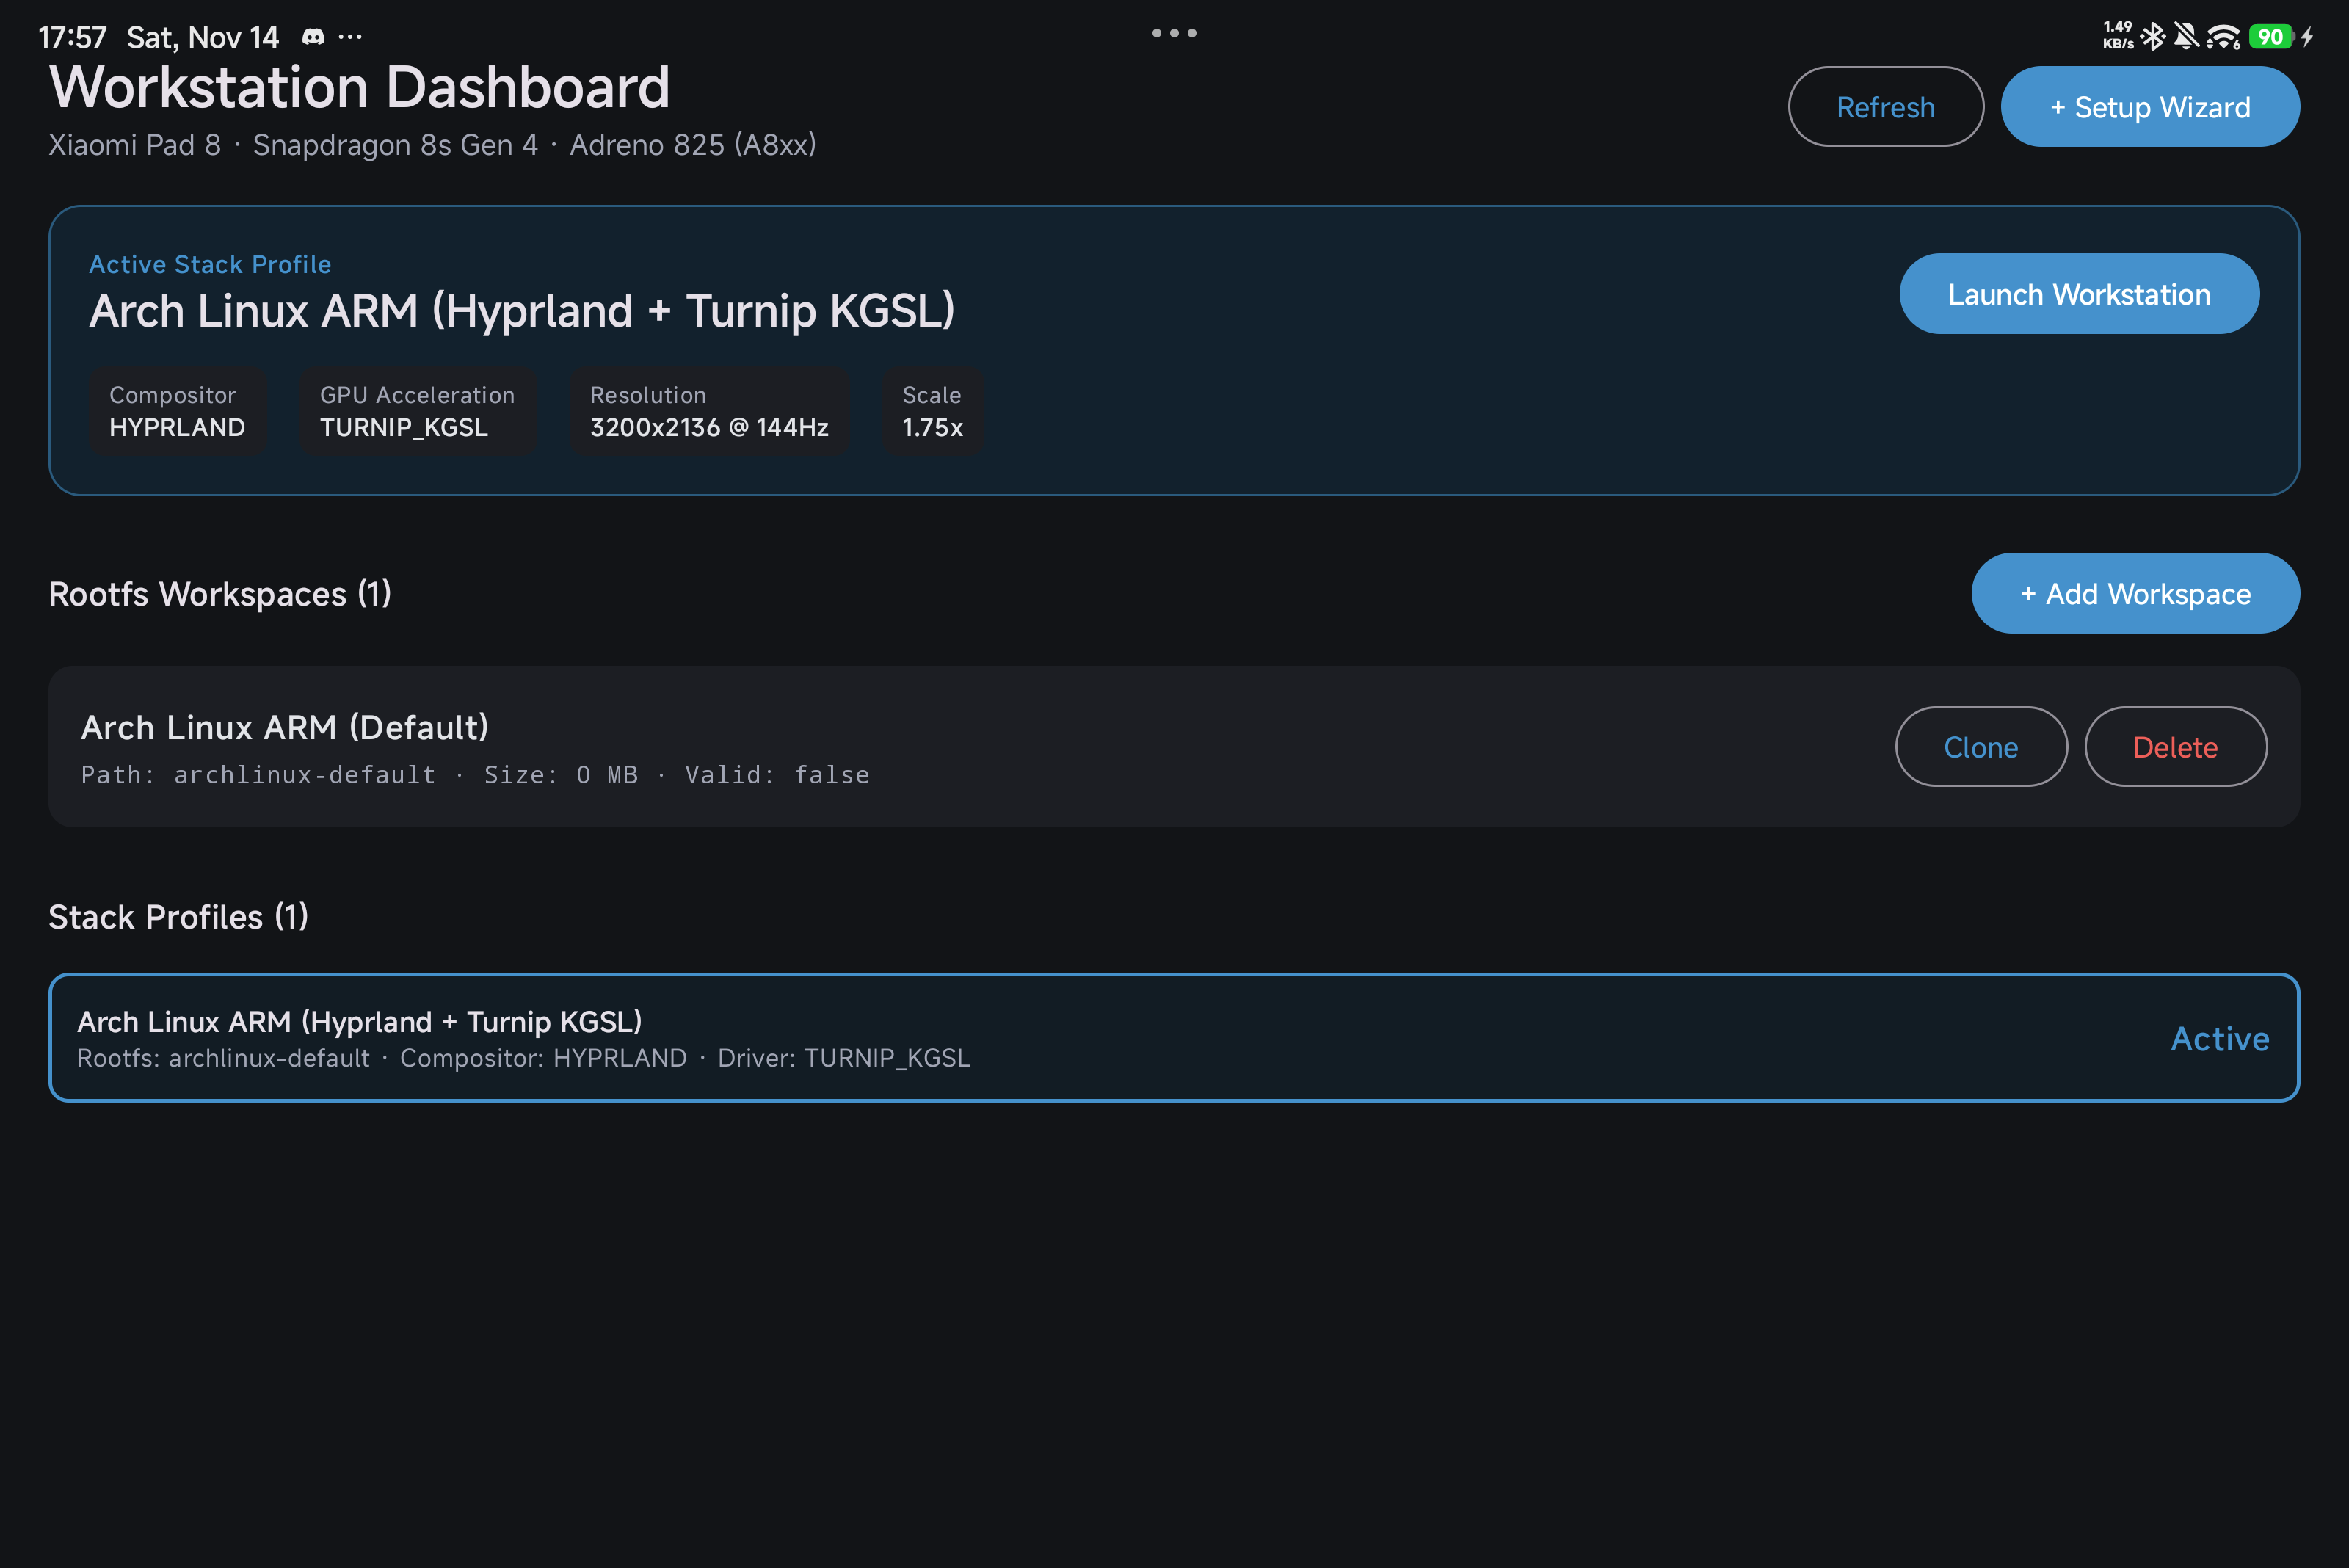 17:57 Sat, Nov 14 ...
1.49 KB/s 6 90
Workstation Dashboard
Xiaomi Pad 8 · Snapdragon 8s Gen 4 · Adreno 825 (A8xx)
Refresh
+ Setup Wizard
Active Stack Profile
Arch Linux ARM (Hyprland + Turnip KGSL)
Launch Workstation
Compositor
HYPRLAND
GPU Acceleration
TURNIP_KGSL
Resolution
3200x2136 @ 144Hz
Scale
1.75x
Rootfs Workspaces (1)
+ Add Workspace
Arch Linux ARM (Default)
Path: archlinux-default · Size: 0 MB · Valid: false
Clone
Delete
Stack Profiles (1)
Arch Linux ARM (Hyprland + Turnip KGSL)
Rootfs: archlinux-default · Compositor: HYPRLAND · Driver: TURNIP_KGSL
Active